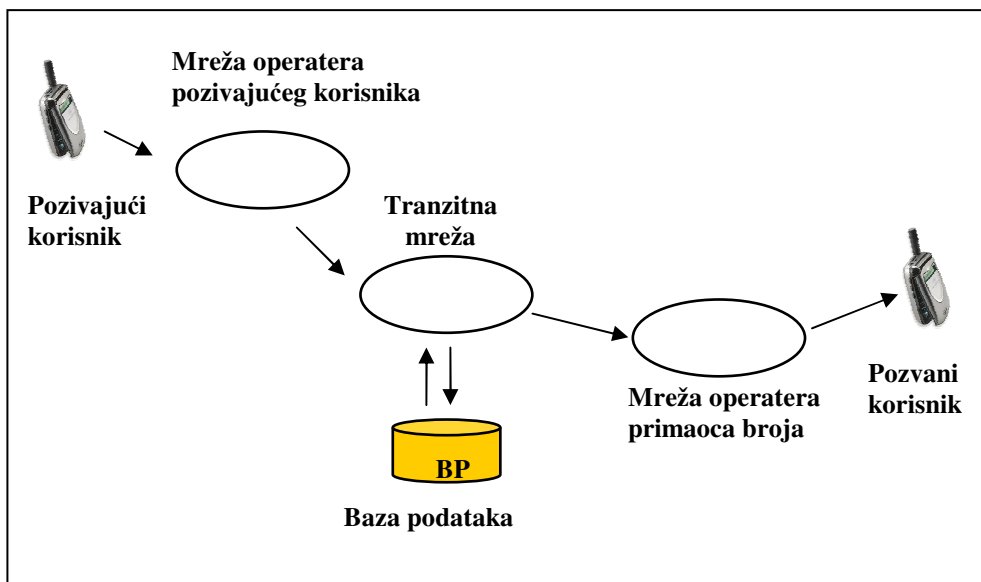 Mreža operatera
pozivajućeg korisnika
Pozivajući
korisnik
Tranzitna
mreža
Pozvani
korisnik
Mreža operatera
primaoca broja
BP
Baza podataka